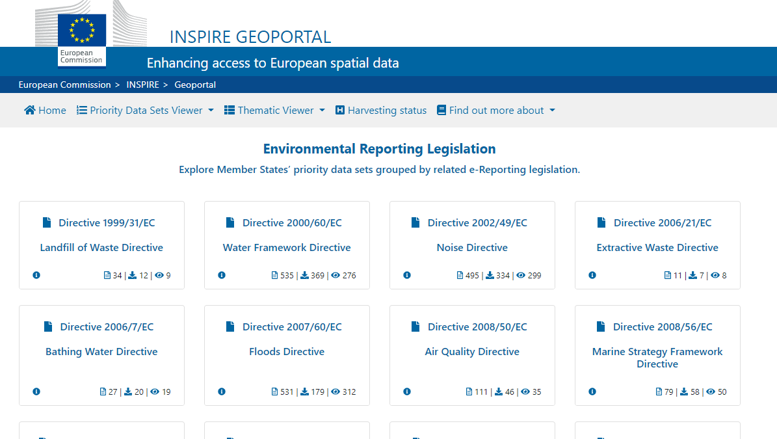 European
Commission
INSPIRE GEOPORTAL
Enhancing access to European spatial data
European Commission > INSPIRE > Geoportal
Home Priority Data Sets Viewer Thematic Viewer Harvesting status Find out more about
Environmental Reporting Legislation
Explore Member States' priority data sets grouped by related e-Reporting legislation.
Directive 1999/31/EC
Landfill of Waste Directive
34 | 12 | 9
Directive 2000/60/EC
Water Framework Directive
535 | 369 | 276
Directive 2002/49/EC
Noise Directive
495 | 334 | 299
Directive 2006/21/EC
Extractive Waste Directive
11 | 7 | 8
Directive 2006/7/EC
Bathing Water Directive
27 | 20 | 19
Directive 2007/60/EC
Floods Directive
531 | 179 | 312
Directive 2008/50/EC
Air Quality Directive
111 | 46 | 35
Directive 2008/56/EC
Marine Strategy Framework
Directive
79 | 58 | 50